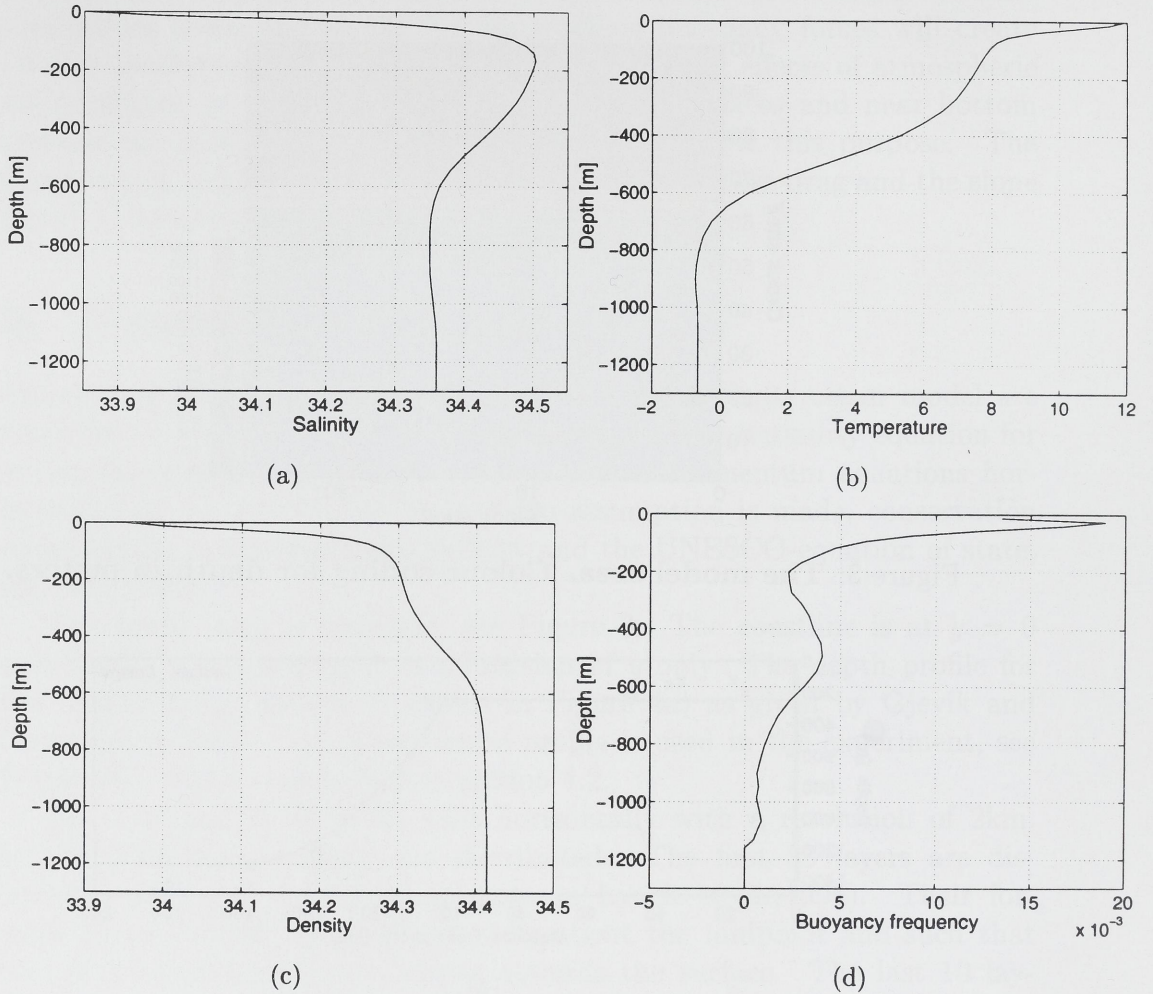 0
−200
−400
−600
−800
−1000
−1200
Depth [m]
33.9 34 34.1 34.2 34.3 34.4 34.5
Salinity
(a)
0
−200
−400
−600
−800
−1000
−1200
Depth [m]
−2 0 2 4 6 8 10 12
Temperature
(b)
0
−200
−400
−600
−800
−1000
−1200
Depth [m]
33.9 34 34.1 34.2 34.3 34.4 34.5
Density
(c)
0
−200
−400
−600
−800
−1000
−1200
Depth [m]
−5 0 5 10 15 20
Buoyancy frequency
x 10⁻³
(d)